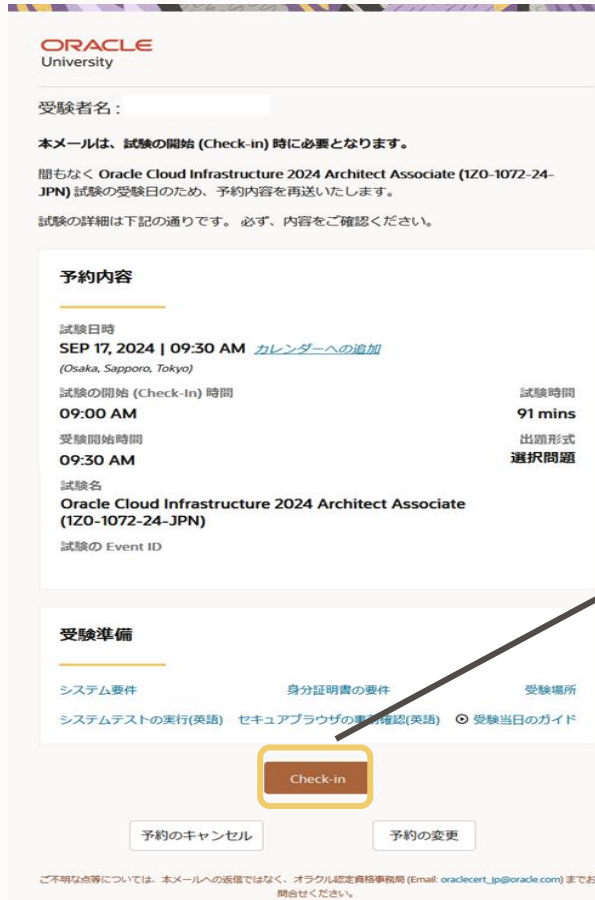 ORACLE
University
受験者名 :
本メールは、試験の開始 (Check-in) 時に必要となります。
間もなく Oracle Cloud Infrastructure 2024 Architect Associate (1Z0-1072-24-
JPN) 試験の受験日のため、予約内容を再送いたします。
試験の詳細は下記の通りです。 必ず、内容をご確認ください。
予約内容
試験日時
SEP 17, 2024 | 09:30 AM カレンダーへの追加
(Osaka, Sapporo, Tokyo)
試験の開始 (Check-In) 時間 試験時間
09:00 AM 91 mins
受験開始時間 出題形式
09:30 AM 選択問題
試験名
Oracle Cloud Infrastructure 2024 Architect Associate
(1Z0-1072-24-JPN)
試験の Event ID
受験準備
システム要件 身分証明書の要件 受験場所
システムテストの実行(英語) セキュアブラウザの事前確認(英語) 受験当日のガイド
Check-in
予約のキャンセル 予約の変更
ご不明な点等については、本メールへの返信ではなく、オラクル認定資格事務局 (Email: oraclecert_jp@oracle.com) までお
問合せください。